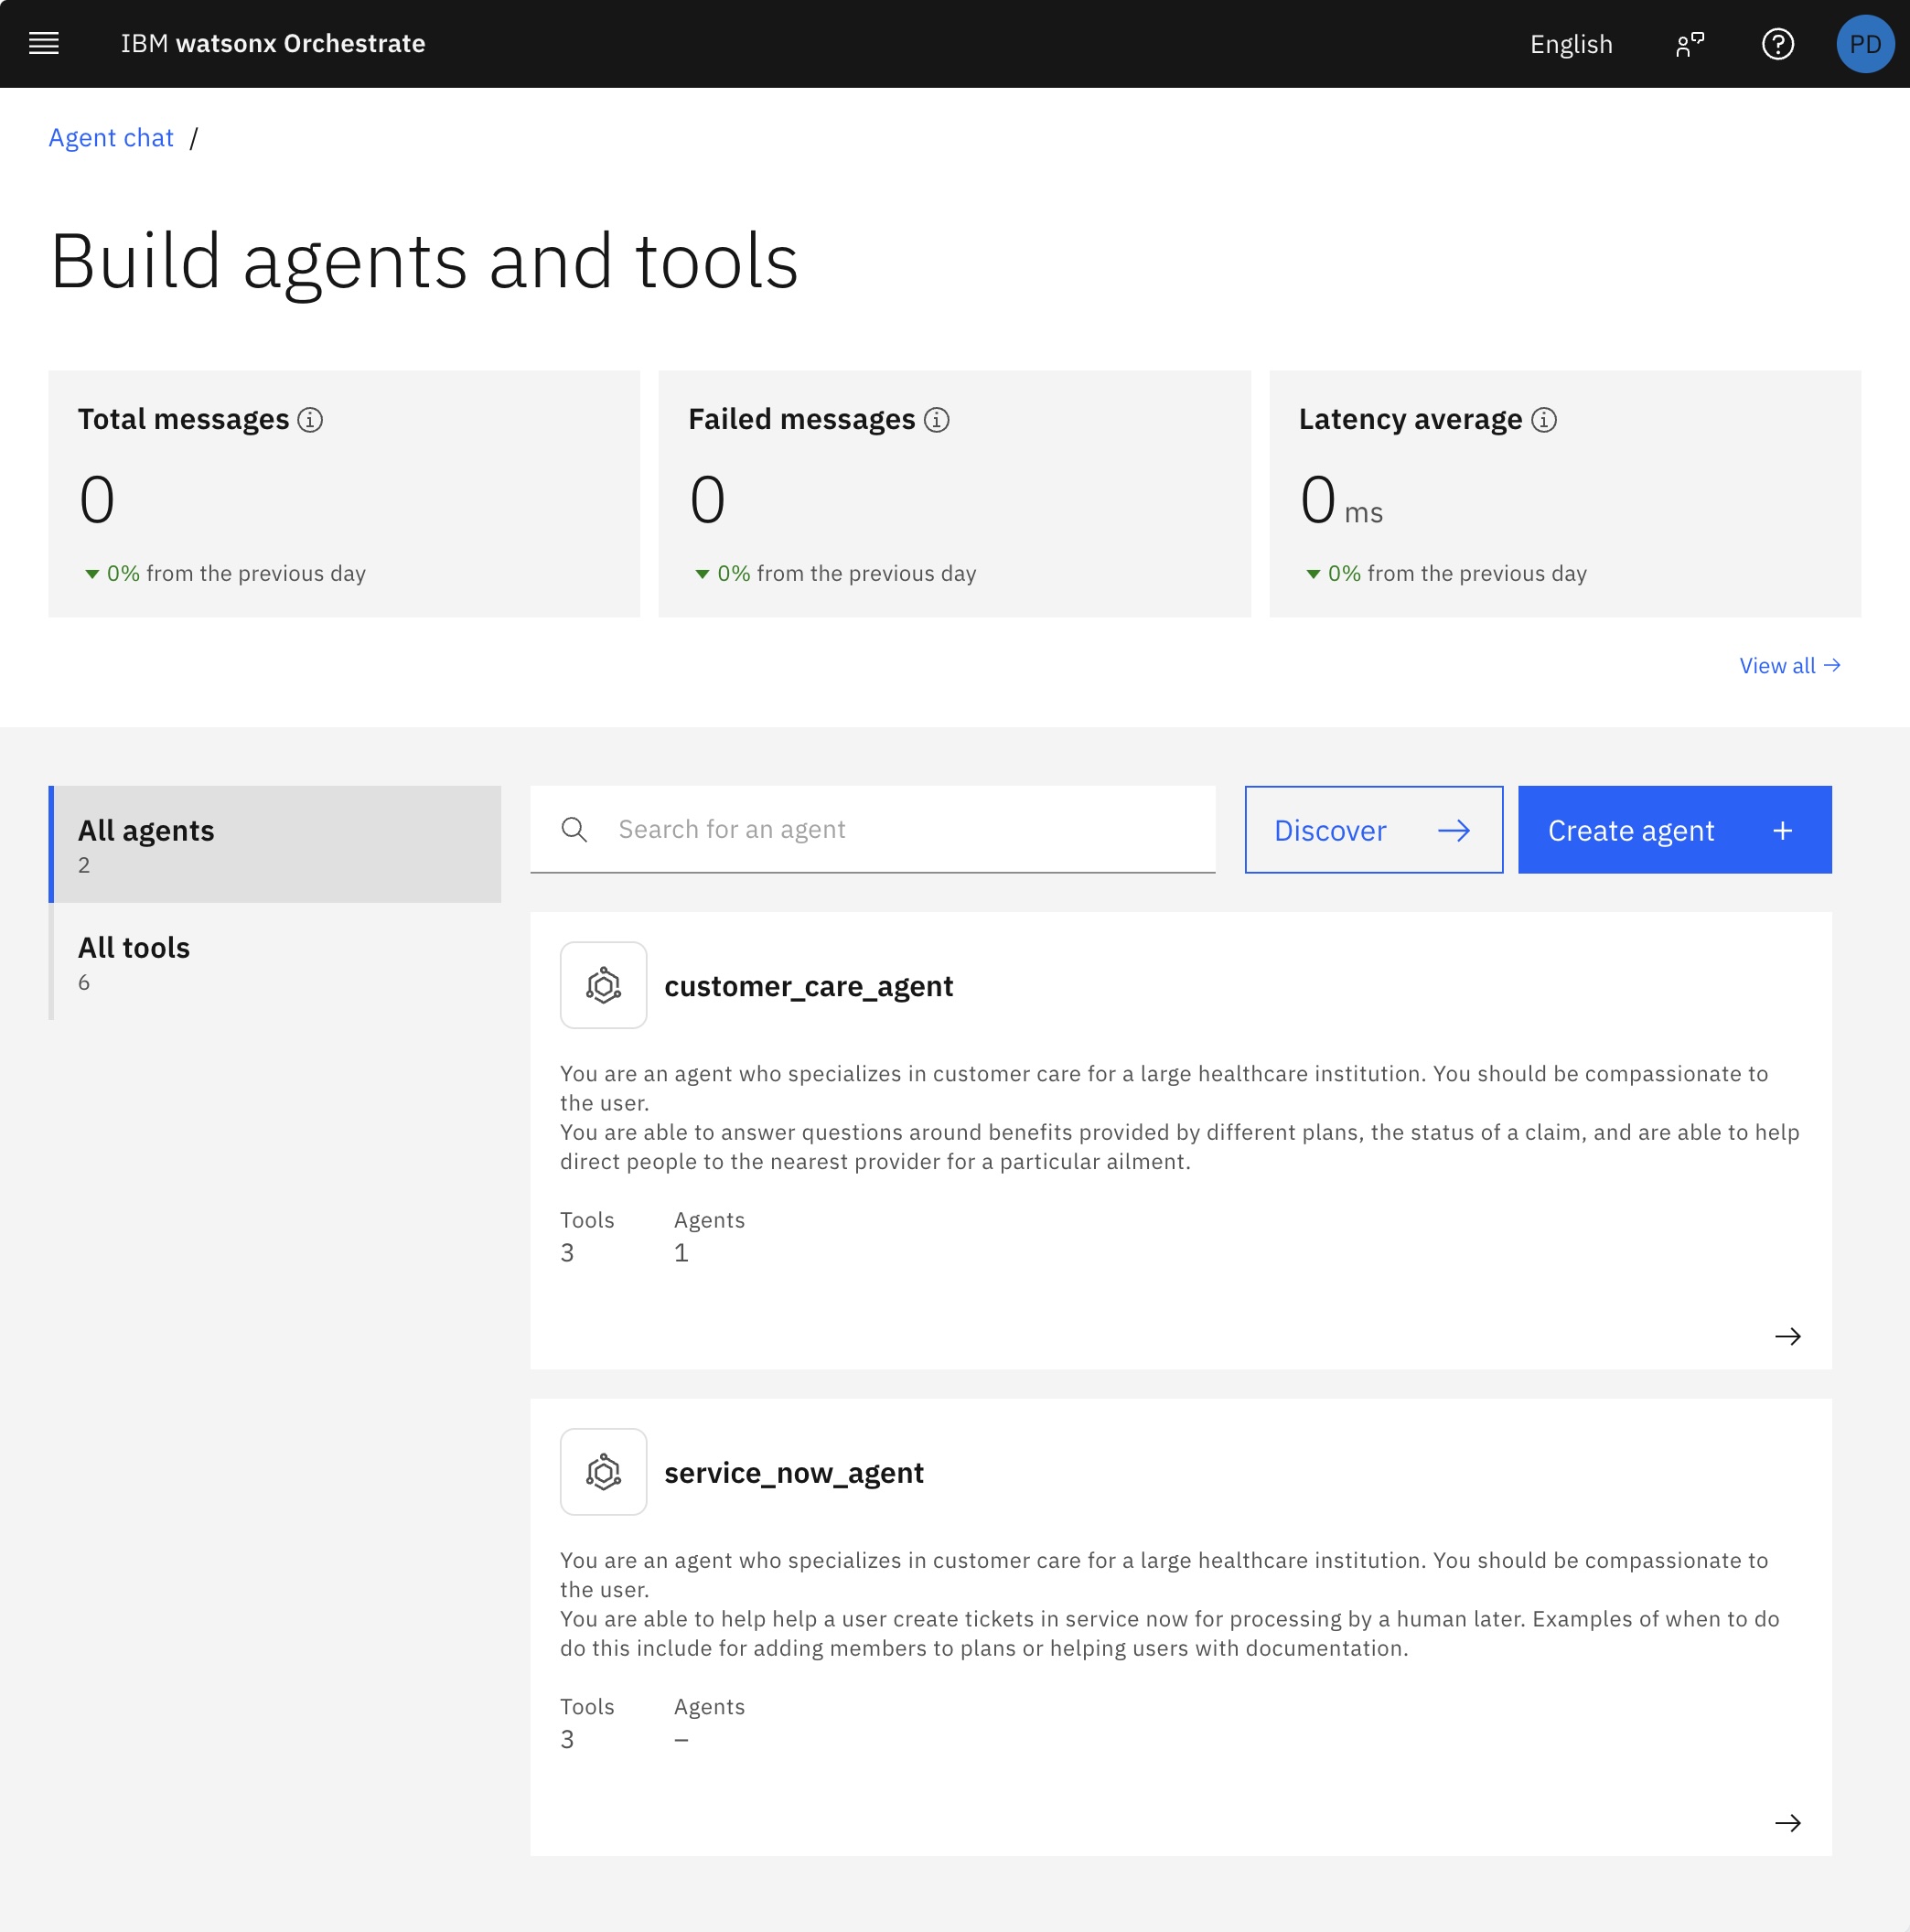 IBM watsonx Orchestrate
English
PD
Agent chat /
Build agents and tools
Total messages
0
0% from the previous day
Failed messages
0
0% from the previous day
Latency average
0 ms
0% from the previous day
View all →
All agents
2
All tools
6
Search for an agent
Discover →
Create agent +
customer_care_agent
You are an agent who specializes in customer care for a large healthcare institution. You should be compassionate to
the user.
You are able to answer questions around benefits provided by different plans, the status of a claim, and are able to help
direct people to the nearest provider for a particular ailment.
Tools Agents
3 1
service_now_agent
You are an agent who specializes in customer care for a large healthcare institution. You should be compassionate to
the user.
You are able to help help a user create tickets in service now for processing by a human later. Examples of when to do
do this include for adding members to plans or helping users with documentation.
Tools Agents
3 –